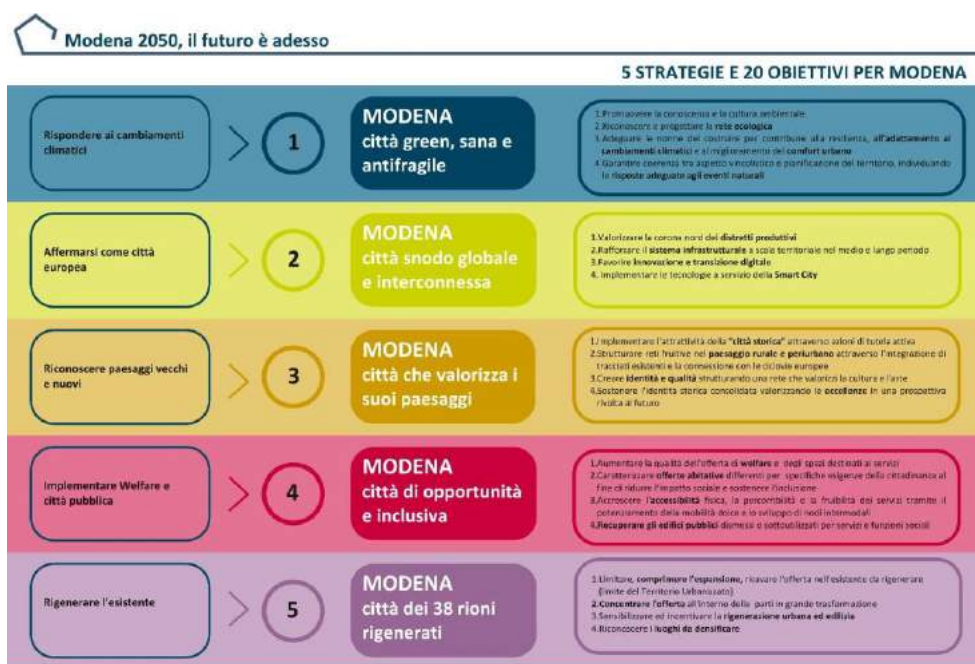 Modena 2050, il futuro è adesso
5 STRATEGIE E 20 OBIETTIVI PER MODENA
Rispondere ai cambiamenti
climatici
1
MODENA
città green, sana e
antifragile
1.Promuovere la conoscenza e la cultura ambientale
2.Riconoscere e progettare la rete ecologica
3.Adeguare le norme del costruire per contribuire alla resilienza, all'adattamento ai
cambiamenti climatici e al miglioramento del comfort urbano
4.Garantire coerenza tra aspetto vincolistico e pianificazione del territorio, individuando
le risposte adeguate agli eventi naturali
Affermarsi come città
europea
2
MODENA
città snodo globale
e interconnessa
1.Valorizzare la corona nord dei distretti produttivi
2.Rafforzare il sistema infrastrutturale a scala territoriale nel medio e lungo periodo
3.Favorire innovazione e transizione digitale
4. Implementare le tecnologie a servizio della Smart City
Riconoscere paesaggi vecchi
e nuovi
3
MODENA
città che valorizza i
suoi paesaggi
1.Implementare l'attrattività della "città storica" attraverso azioni di tutela attiva
2.Strutturare reti fruitive nel paesaggio rurale e periurbano attraverso l'integrazione di
tracciati esistenti e la connessione con le ciclovie europee
3.Creare identità e qualità strutturando una rete che valorizzi la cultura e l'arte
4.Sostenere l'identità storica consolidata valorizzando le eccellenze in una prospettiva
rivolta al futuro
Implementare Welfare e
città pubblica
4
MODENA
città di opportunità
e inclusiva
1.Aumentare la qualità dell'offerta di welfare e degli spazi destinati ai servizi
2.Caratterizzare offerte abitative differenti per specifiche esigenze della cittadinanza al
fine di ridurre l'impatto sociale e sostenere l'inclusione
3.Accrescere l'accessibilità fisica, la percorribilità e la fruibilità dei servizi tramite il
potenziamento della mobilità dolce e lo sviluppo di nodi intermodali
4.Recuperare gli edifici pubblici dismessi o sottoutilizzati per servizi e funzioni sociali
Rigenerare l'esistente
5
MODENA
città dei 38 rioni
rigenerati
1.Limitare, comprimere l'espansione, ricavare l'offerta nell'esistente da rigenerare
(limite del Territorio Urbanizzato)
2.Concentrare l'offerta all'interno delle parti in grande trasformazione
3.Sensibilizzare ed incentivare la rigenerazione urbana ed edilizia
4.Riconoscere i luoghi da densificare